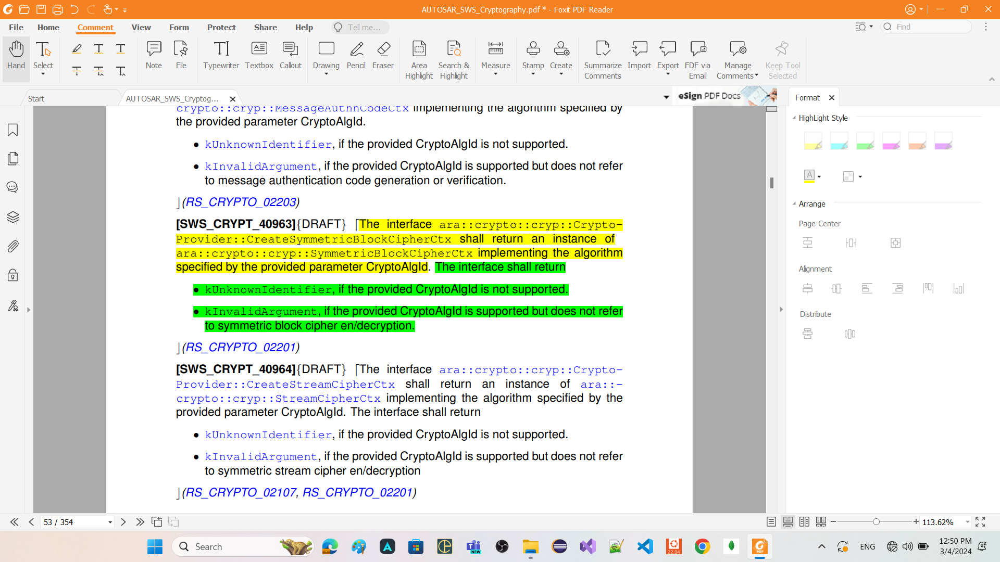 AUTOSAR_SWS_Cryptography.pdf * - Foxit PDF Reader
File Home Comment View Form Protect Share Help Tell me... Find
Hand Select Note File Typewriter Textbox Callout Drawing Pencil Eraser Area Highlight Search & Highlight Measure Stamp Create Summarize Comments Import Export FDF via Email Manage Comments Keep Tool Selected
Start AUTOSAR_SWS_Cryptog... eSign PDF Docs Format
crypto::cryp::MessageAuthnCodeCtx implementing the algorithm specified by
the provided parameter CryptoAlgId.
• kUnknownIdentifier, if the provided CryptoAlgId is not supported.
• kInvalidArgument, if the provided CryptoAlgId is supported but does not refer
to message authentication code generation or verification.
⌋(RS_CRYPTO_02203)
[SWS_CRYPT_40963]{DRAFT} ⌈The interface ara::crypto::cryp::Crypto-
Provider::CreateSymmetricBlockCipherCtx shall return an instance of
ara::crypto::cryp::SymmetricBlockCipherCtx implementing the algorithm
specified by the provided parameter CryptoAlgId. The interface shall return
• kUnknownIdentifier, if the provided CryptoAlgId is not supported.
• kInvalidArgument, if the provided CryptoAlgId is supported but does not refer
to symmetric block cipher en/decryption.
⌋(RS_CRYPTO_02201)
[SWS_CRYPT_40964]{DRAFT} ⌈The interface ara::crypto::cryp::Crypto-
Provider::CreateStreamCipherCtx shall return an instance of ara::-
crypto::cryp::StreamCipherCtx implementing the algorithm specified by the
provided parameter CryptoAlgId. The interface shall return
• kUnknownIdentifier, if the provided CryptoAlgId is not supported.
• kInvalidArgument, if the provided CryptoAlgId is supported but does not refer
to symmetric stream cipher en/decryption
⌋(RS_CRYPTO_02107, RS_CRYPTO_02201)
HighLight Style
Arrange
Page Center
Alignment
Distribute
53 / 354
113.62%
Search
NEW
22.04
PDF
ENG
12:50 PM
3/4/2024